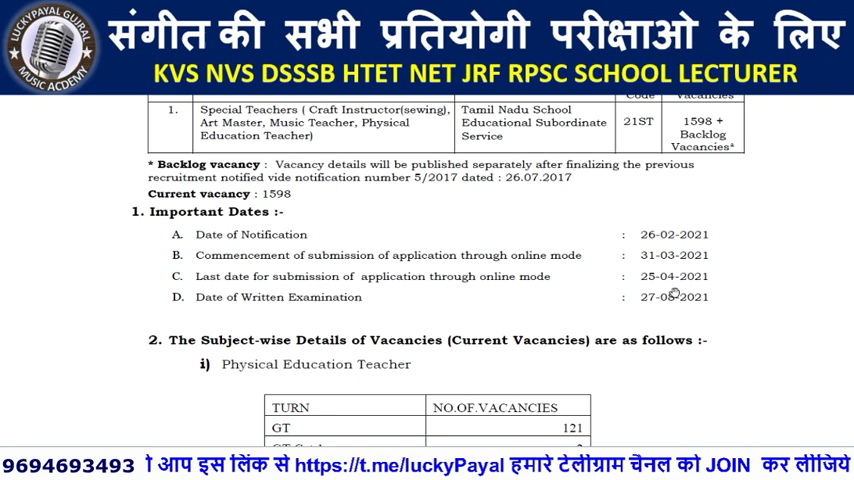 LUCKYPAYAL GUJRAL
MUSIC ACDEMY
संगीत की सभी प्रतियोगी परीक्षाओ के लिए
KVS NVS DSSSB HTET NET JRF RPSC SCHOOL LECTURER
Code Vacancies
1. Special Teachers ( Craft Instructor(sewing), Art Master, Music Teacher, Physical Education Teacher) Tamil Nadu School Educational Subordinate Service 21ST 1598 + Backlog Vacancies*
* Backlog vacancy : Vacancy details will be published separately after finalizing the previous
recruitment notified vide notification number 5/2017 dated : 26.07.2017
Current vacancy : 1598
1. Important Dates :-
A. Date of Notification : 26-02-2021
B. Commencement of submission of application through online mode : 31-03-2021
C. Last date for submission of application through online mode : 25-04-2021
D. Date of Written Examination : 27-08-2021
2. The Subject-wise Details of Vacancies (Current Vacancies) are as follows :-
i) Physical Education Teacher
TURN NO.OF.VACANCIES
GT 121
9694693493 आप इस लिंक से https://t.me/luckyPayal हमारे टेलीग्राम चैनल को JOIN कर लीजिये